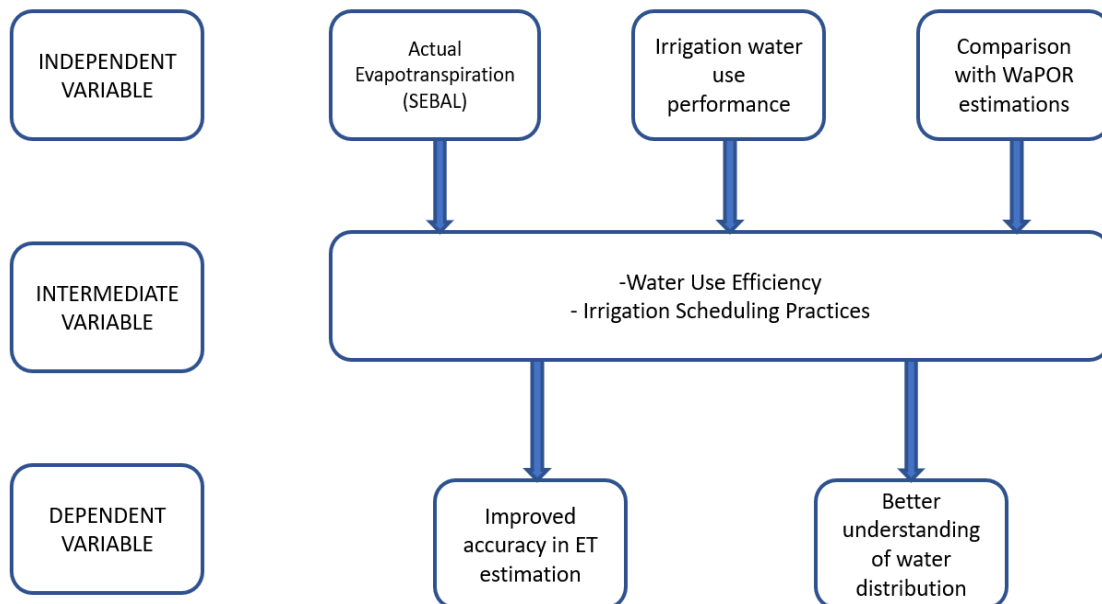 INDEPENDENT
VARIABLE
Actual
Evapotranspiration
(SEBAL)
Irrigation water
use
performance
Comparison
with WaPOR
estimations
INTERMEDIATE
VARIABLE
-Water Use Efficiency
- Irrigation Scheduling Practices
DEPENDENT
VARIABLE
Improved
accuracy in ET
estimation
Better
understanding
of water
distribution